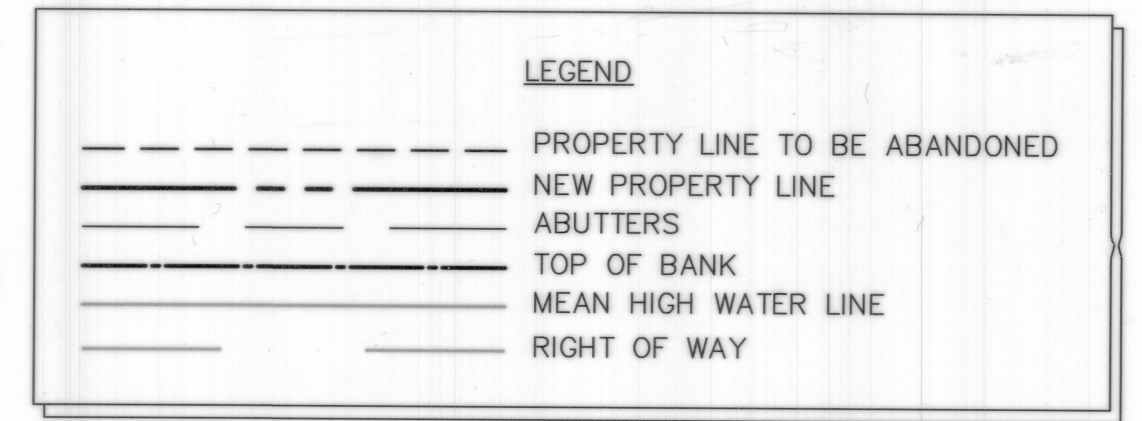 LEGEND
PROPERTY LINE TO BE ABANDONED
NEW PROPERTY LINE
ABUTTERS
TOP OF BANK
MEAN HIGH WATER LINE
RIGHT OF WAY